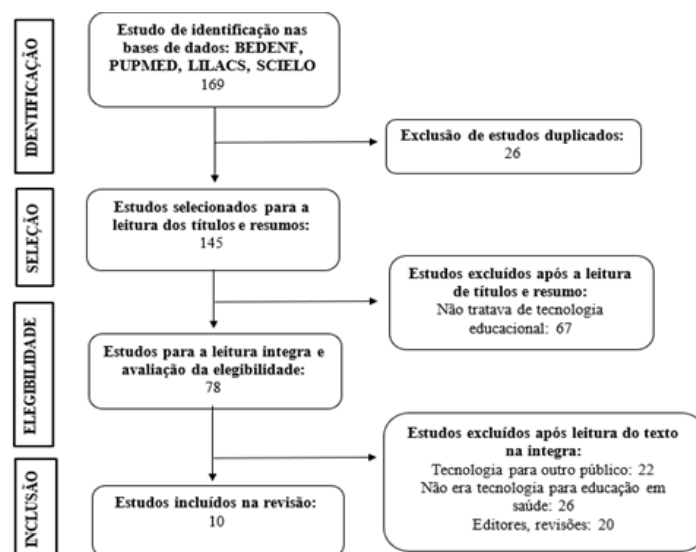 IDENTIFICAÇÃO
Estudo de identificação nas
bases de dados: BEDENF,
PUPMED, LILACS, SCIELO
169
Exclusão de estudos duplicados:
26
SELEÇÃO
Estudos selecionados para a
leitura dos títulos e resumos:
145
Estudos excluídos após a leitura
de títulos e resumo:
Não tratava de tecnologia
educacional: 67
ELEGIBILIDADE
Estudos para a leitura integra e
avaliação da elegibilidade:
78
Estudos excluídos após leitura do texto
na integra:
Tecnologia para outro público: 22
Não era tecnologia para educação em
saúde: 26
Editores, revisões: 20
INCLUSÃO
Estudos incluídos na revisão:
10